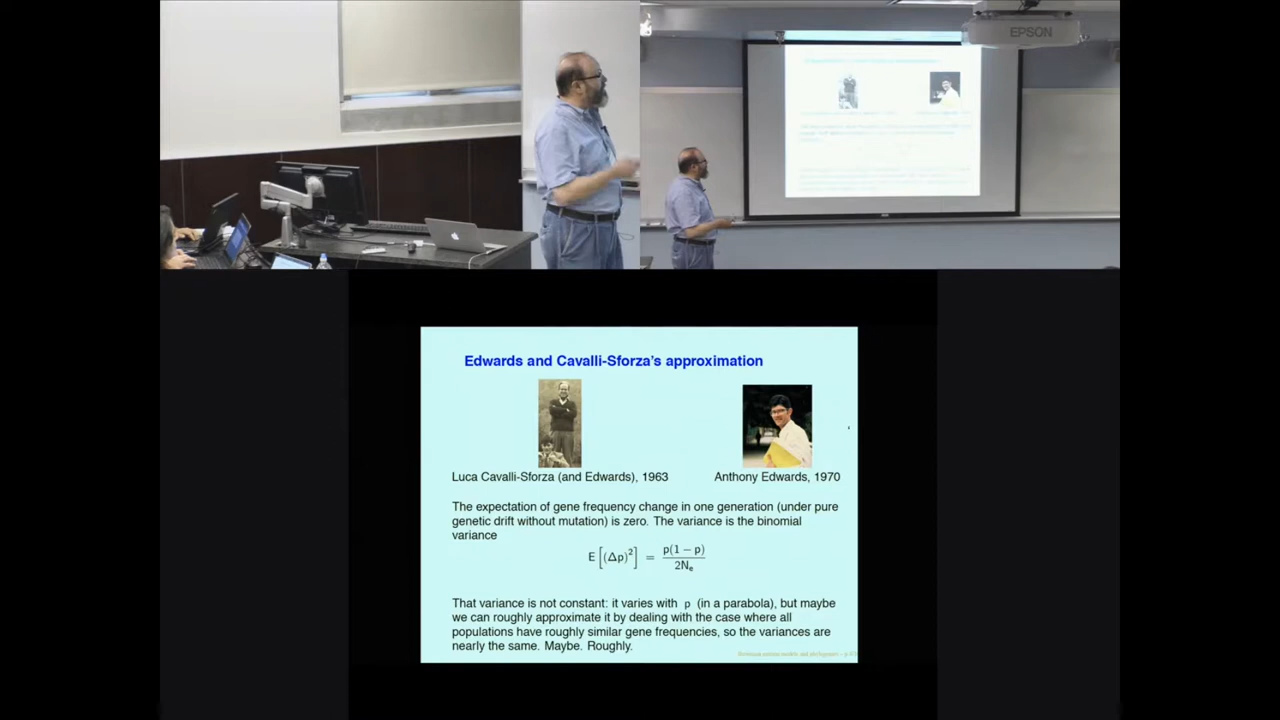 EPSON
Edwards and Cavalli-Sforza's approximation
Luca Cavalli-Sforza (and Edwards), 1963
Anthony Edwards, 1970
The expectation of gene frequency change in one generation (under pure
genetic drift without mutation) is zero. The variance is the binomial
variance
E[(Δp)²] = p(1 − p) / 2Nₑ
That variance is not constant: it varies with p (in a parabola), but maybe
we can roughly approximate it by dealing with the case where all
populations have roughly similar gene frequencies, so the variances are
nearly the same. Maybe. Roughly.